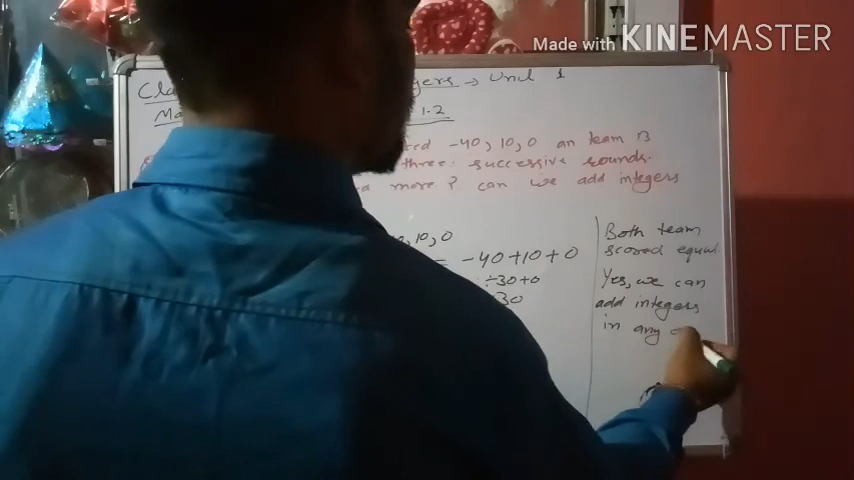 Made with KINEMASTER
Cla egers → Unit 1
Ma 1.2
red -40, 10, 0 an team B
three successive rounds.
more? can we add integers
10, 0
= -40+10+0
÷30+0
30
Both team
scored equal
Yes, we can
add integers
in any